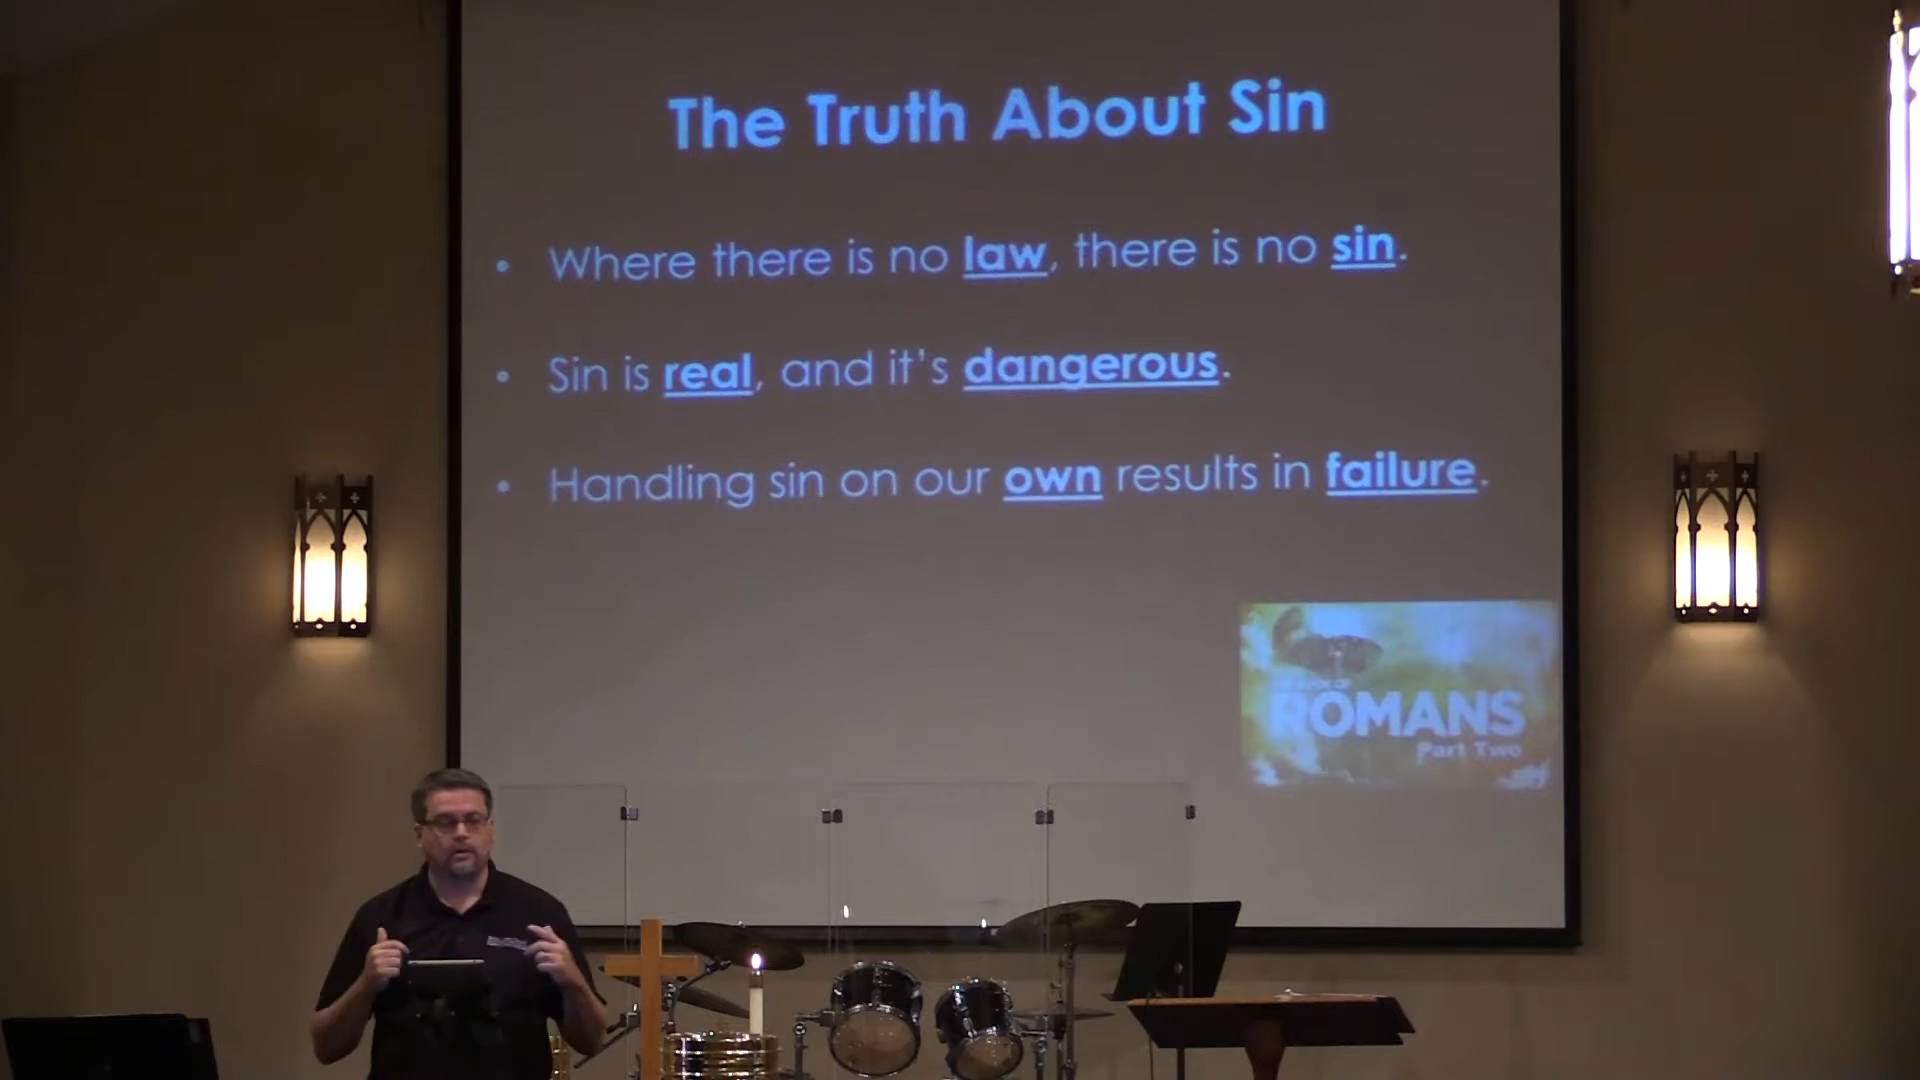 The Truth About Sin
• Where there is no law, there is no sin.
• Sin is real, and it's dangerous.
• Handling sin on our own results in failure.
ROMANS
Part Two